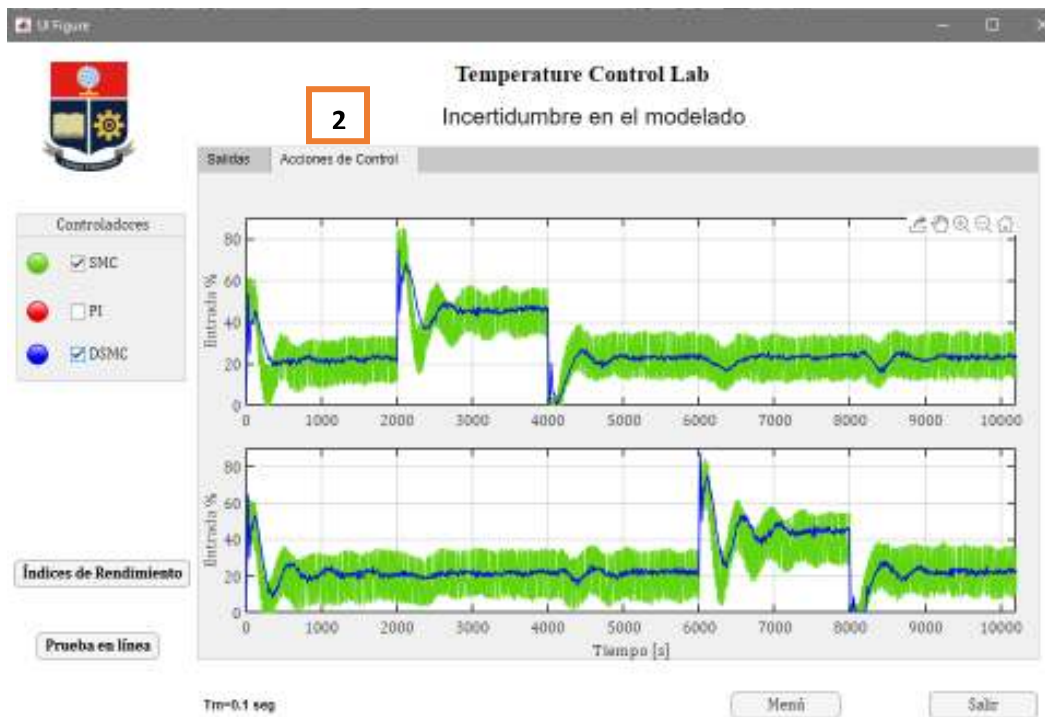 UI Figure
Temperature Control Lab
2
Incertidumbre en el modelado
Salidas
Acciones de Control
Controladores
SMC
PI
DSMC
Entrada %
80
60
40
20
0
0 1000 2000 3000 4000 5000 6000 7000 8000 9000 10000
Entrada %
80
60
40
20
0
0 1000 2000 3000 4000 5000 6000 7000 8000 9000 10000
Tiempo [s]
Índices de Rendimiento
Prueba en línea
Tm=0.1 seg
Menú
Salir